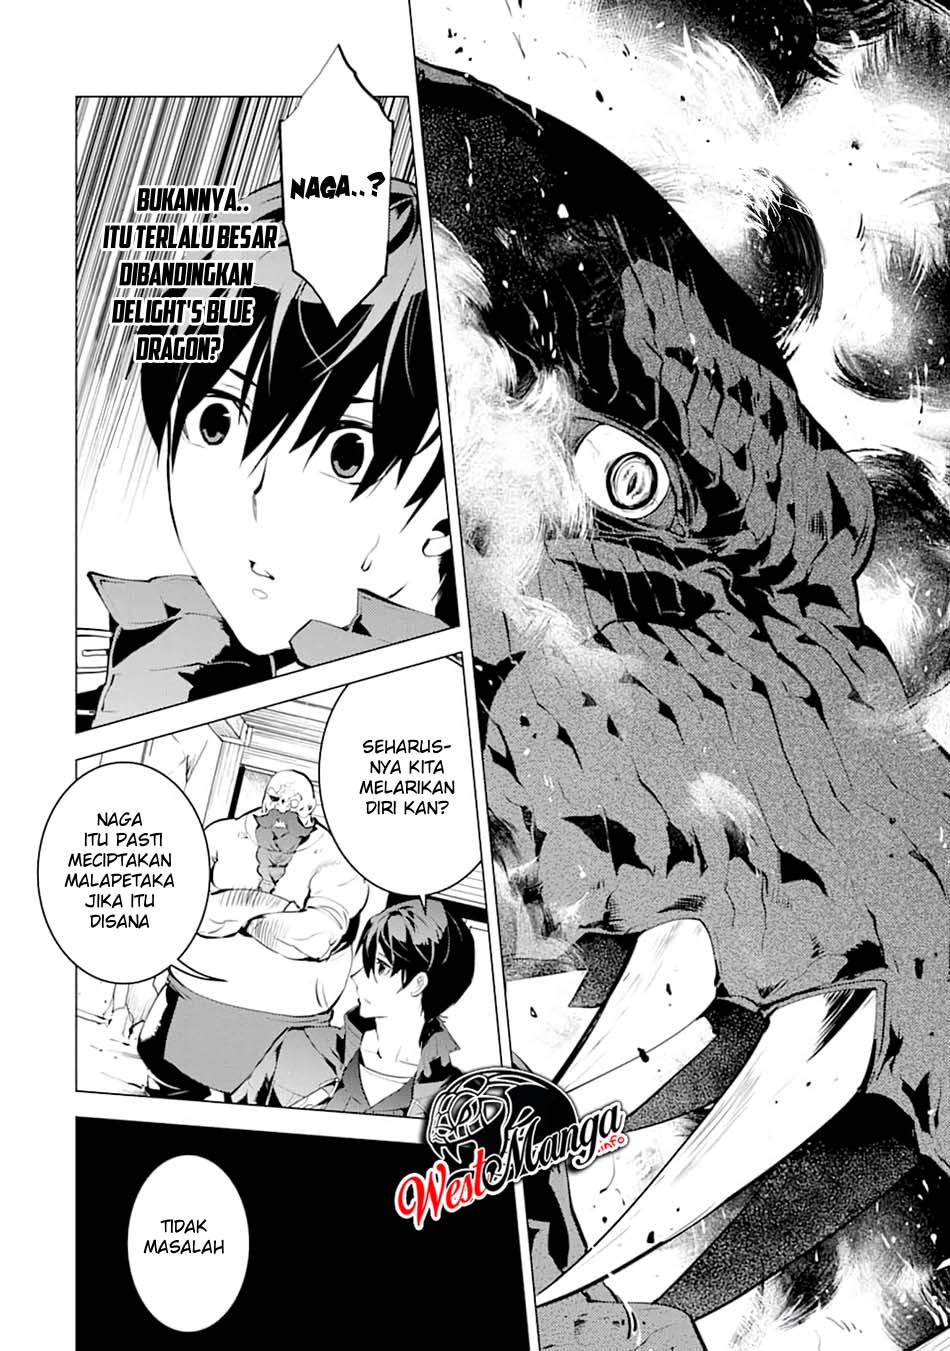 NAGA..?
BUKANNYA..
ITU TERLALU BESAR
DIBANDINGKAN
DELIGHT'S BLUE
DRAGON?
SEHARUS-
NYA KITA
MELARIKAN
DIRI KAN?
NAGA
ITU PASTI
MECIPTAKAN
MALAPETAKA
JIKA ITU
DISANA
TIDAK
MASALAH
WestManga
.info